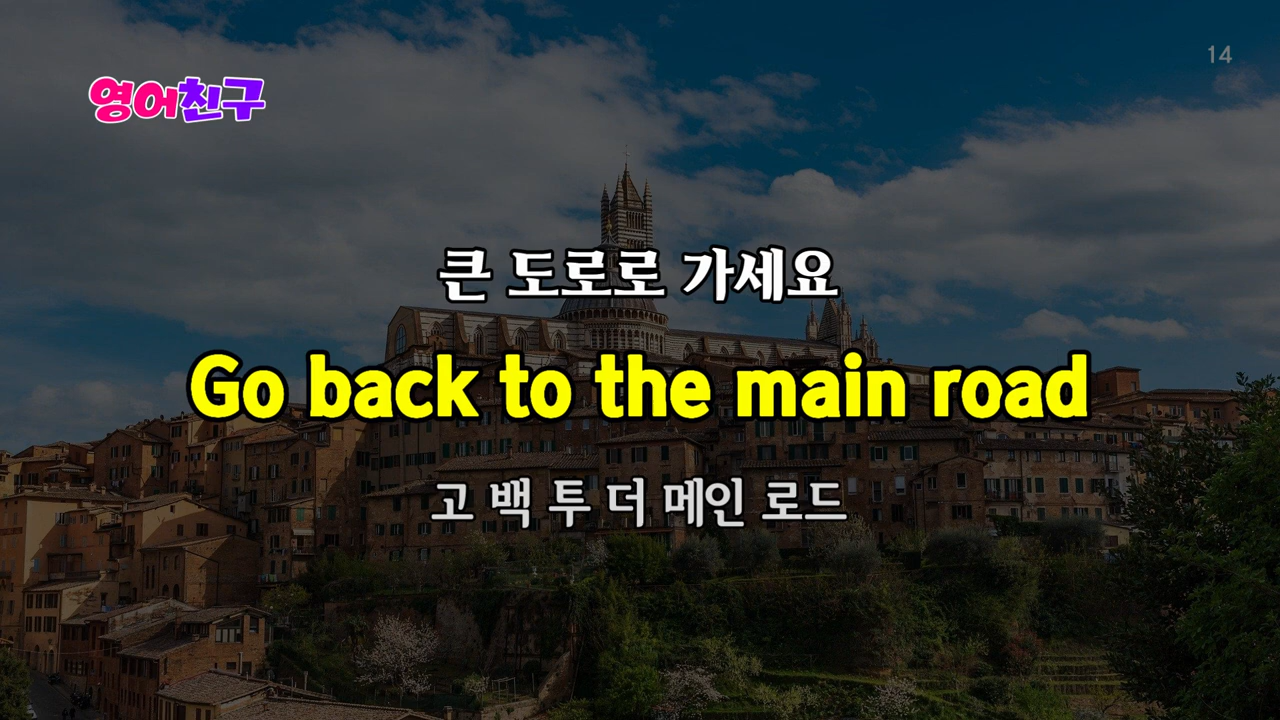 영어친구
14
큰 도로로 가세요
Go back to the main road
고 백 투 더 메인 로드